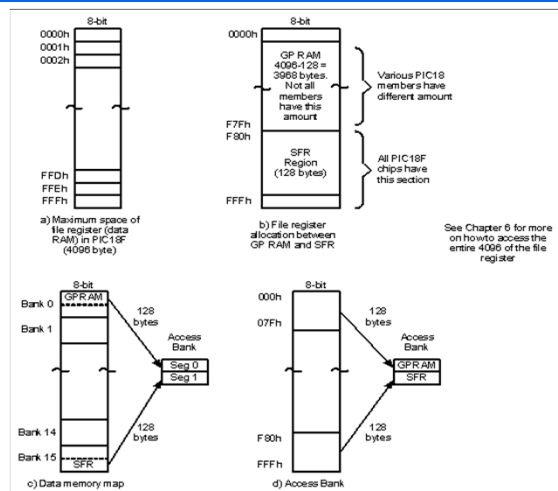 8-bit
0000h
0001h
0002h
FFDh
FFEh
FFFh
a) Maximum space of
file register (data
RAM) in PIC18F
(4096 byte)
8-bit
0000h
GP RAM
4096-128 =
3968 bytes.
Not all
members
have this
amount
F7Fh
F80h
SFR
Region
(128 bytes)
FFFh
Various PIC18
members have
different amount
All PIC18F
chips have
this section
b) File register
allocation between
GP RAM and SFR
See Chapter 6 for more
on howto access the
entire 4096 of the file
register
8-bit
Bank 0
GPRAM
Bank 1
Bank 14
Bank 15
SFR
128
bytes
Access
Bank
Seg 0
Seg 1
128
bytes
c) Data memory map
8-bit
000h
07Fh
F80h
FFFh
128
bytes
Access
Bank
GPRAM
SFR
128
bytes
d) Access Bank